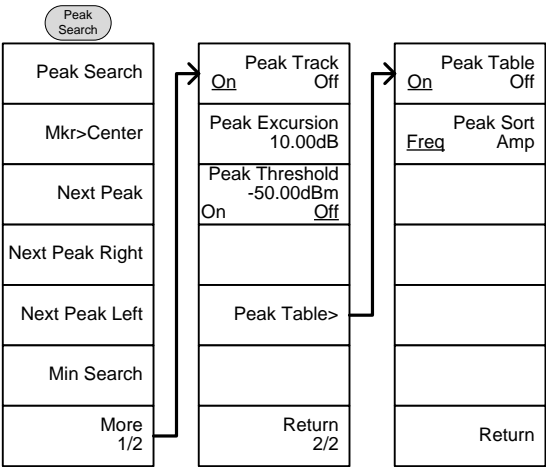 Peak
Search
Peak Search
Mkr>Center
Next Peak
Next Peak Right
Next Peak Left
Min Search
More
1/2
Peak Track
On Off
Peak Excursion
10.00dB
Peak Threshold
-50.00dBm
On Off
Peak Table>
Return
2/2
Peak Table
On Off
Peak Sort
Freq Amp
Return